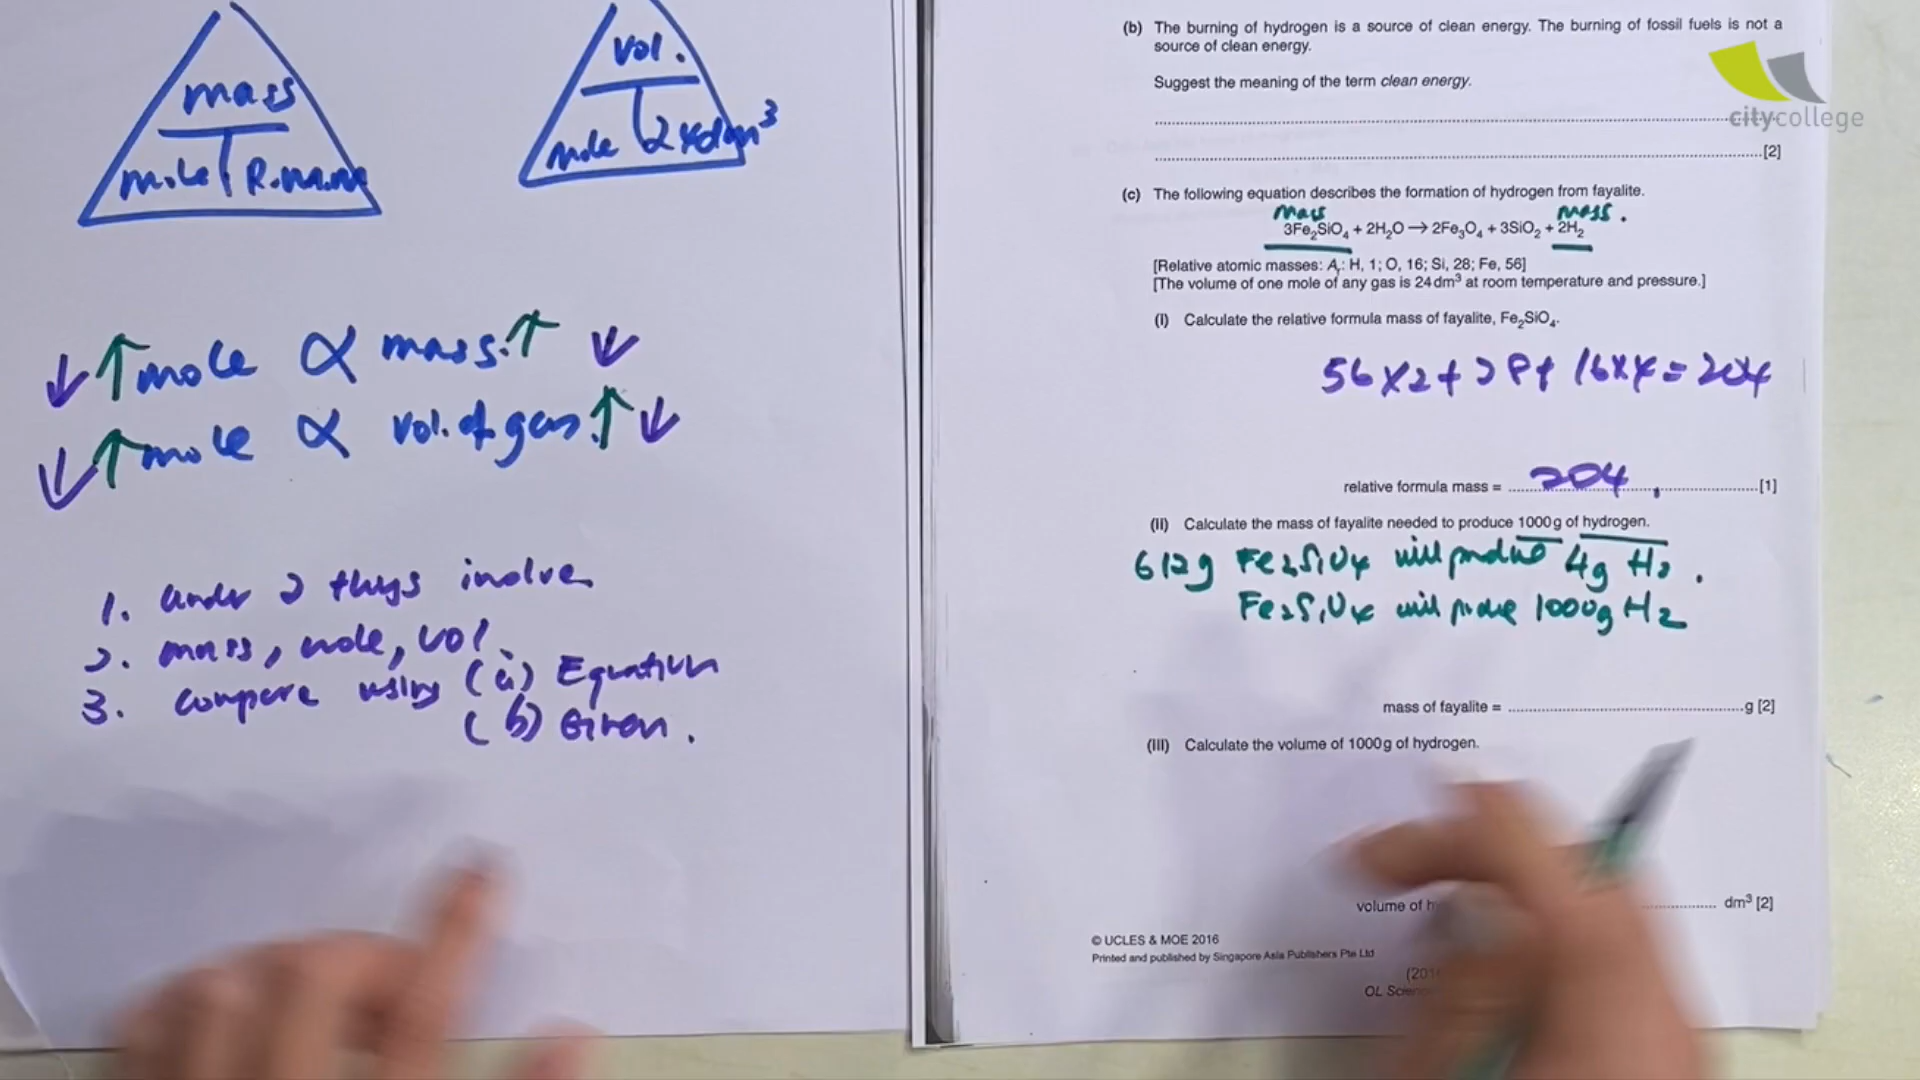 mass
mole R.mass
vol.
mole 24dm³
↓↑mole ∝ mass.↑ ↓
↓↑mole ∝ vol. of gas.↑↓
1. under 2 thgs involve
2. mass, mole, vol.
3. compare using (a) Equation
(b) Given.
(b) The burning of hydrogen is a source of clean energy. The burning of fossil fuels is not a
source of clean energy.
Suggest the meaning of the term clean energy.
[2]
citycollege
(c) The following equation describes the formation of hydrogen from fayalite.
mass mass.
3Fe₂SiO₄ + 2H₂O → 2Fe₃O₄ + 3SiO₂ + 2H₂
[Relative atomic masses: Aᵣ: H, 1; O, 16; Si, 28; Fe, 56]
[The volume of one mole of any gas is 24 dm³ at room temperature and pressure.]
(i) Calculate the relative formula mass of fayalite, Fe₂SiO₄.
56×2+28+16×4=204
relative formula mass = 204 [1]
(ii) Calculate the mass of fayalite needed to produce 1000 g of hydrogen.
612g Fe₂SiO₄ will produce 4g H₂.
Fe₂SiO₄ will produce 1000g H₂
mass of fayalite = g [2]
(iii) Calculate the volume of 1000 g of hydrogen.
volume of dm³ [2]
© UCLES & MOE 2016
Printed and published by Singapore Asia Publishers Pte Ltd
OL